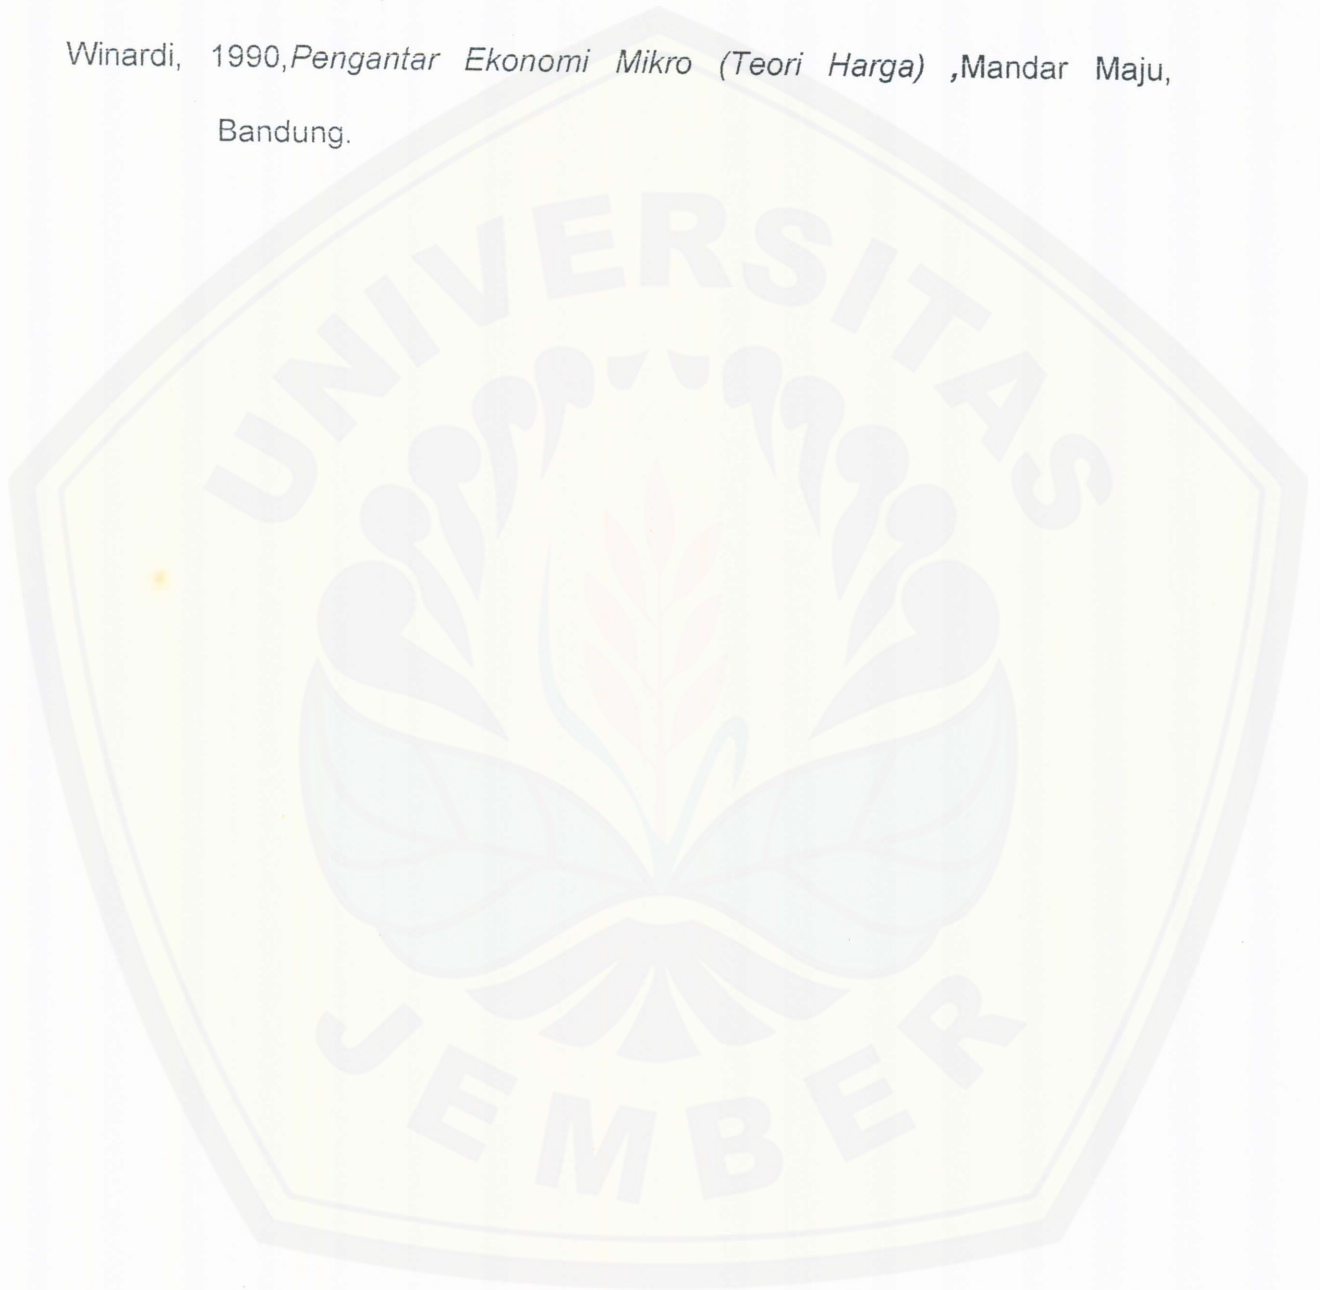 Winardi, 1990,Pengantar Ekonomi Mikro (Teori Harga) ,Mandar Maju,
Bandung.
UNIVERSITAS
JEMBER